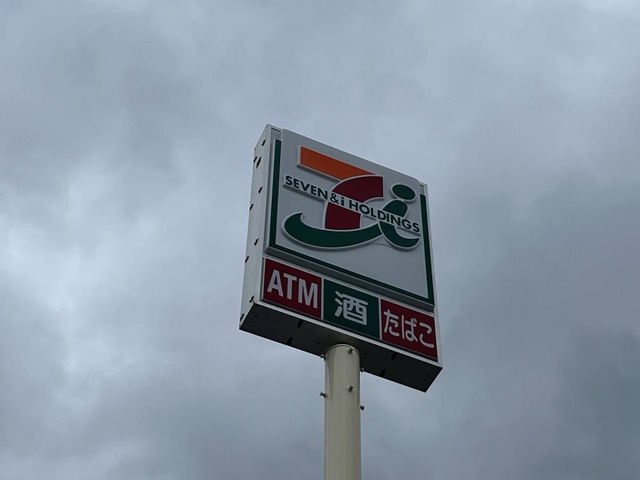 SEVEN & i HOLDINGS
ATM 酒 たばこ